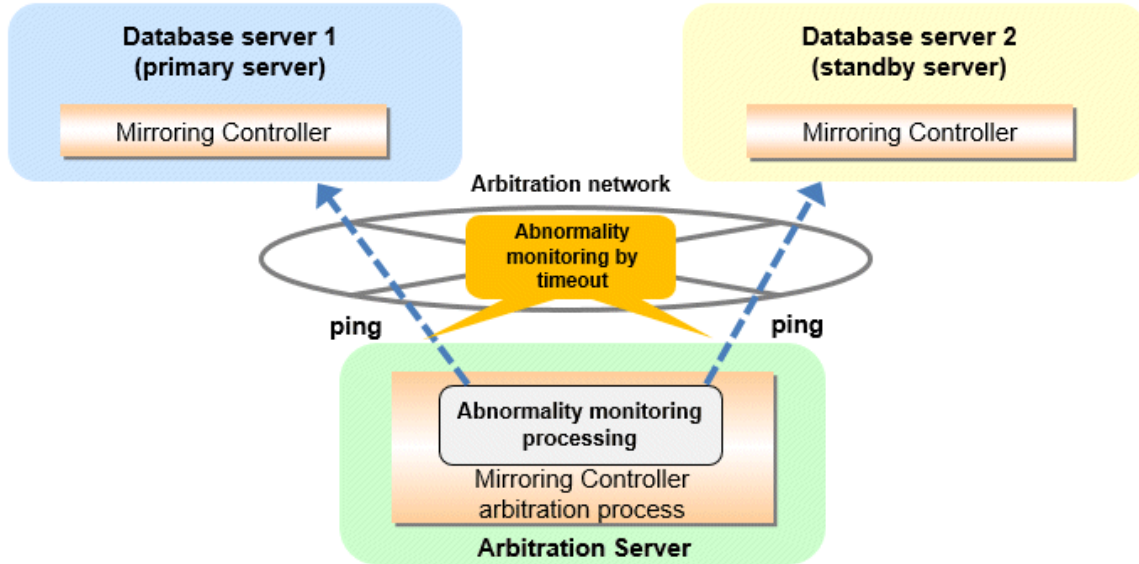 Database server 1
(primary server)
Mirroring Controller
Database server 2
(standby server)
Mirroring Controller
Arbitration network
Abnormality
monitoring by
timeout
ping
ping
Abnormality monitoring
processing
Mirroring Controller
arbitration process
Arbitration Server